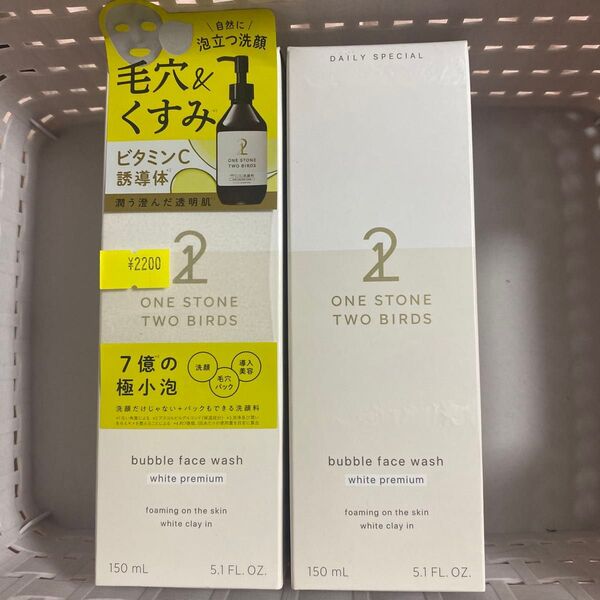 自然に
泡立つ洗顔
毛穴&
くすみ
ビタミンC
誘導体
潤う澄んだ透明肌
21
ONE STONE
TWO BIRDS
¥2200
21
ONE STONE
TWO BIRDS
7億の
極小泡
洗顔
毛穴
パック
導入
美容
洗顔だけじゃない+パックもできる洗顔料
bubble face wash
white premium
foaming on the skin
white clay in
150 mL 5.1 FL. OZ.
DAILY SPECIAL
21
ONE STONE
TWO BIRDS
bubble face wash
white premium
foaming on the skin
white clay in
150 mL 5.1 FL. OZ.